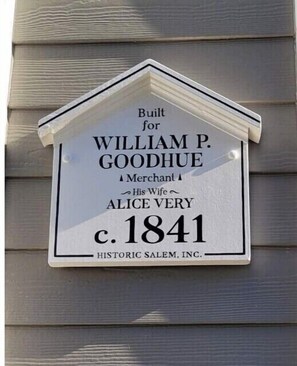 Built
for
WILLIAM P.
GOODHUE
Merchant
His Wife
ALICE VERY
c. 1841
HISTORIC SALEM, INC.